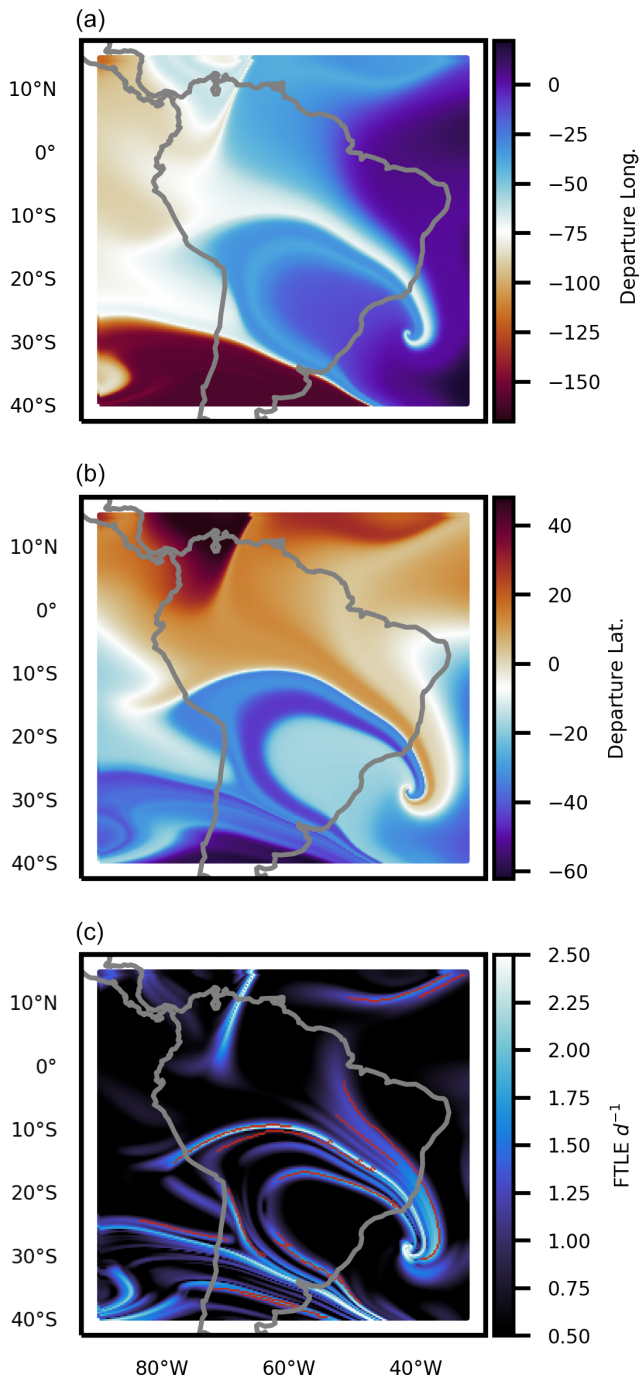 (a)
10°N
0°
10°S
20°S
30°S
40°S
0
−25
−50
−75
−100
−125
−150
Departure Long.
(b)
10°N
0°
10°S
20°S
30°S
40°S
40
20
0
−20
−40
−60
Departure Lat.
(c)
10°N
0°
10°S
20°S
30°S
40°S
2.50
2.25
2.00
1.75
1.50
1.25
1.00
0.75
0.50
FTLE d⁻¹
80°W 60°W 40°W